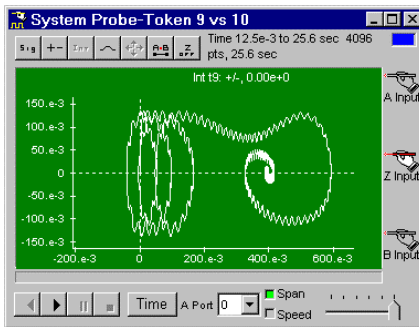 System Probe-Token 9 vs 10
Sig +- Inv A-B Z OFF
Time 12.5e-3 to 25.6 sec 4096
pts, 25.6 sec
Int t9: +/-, 0.00e+0
150.e-3
100.e-3
50.e-3
0
-50.e-3
-100.e-3
-150.e-3
-200.e-3 0 200.e-3 400.e-3 600.e-3
A Input
Z Input
B Input
Time A Port 0 Span
Speed